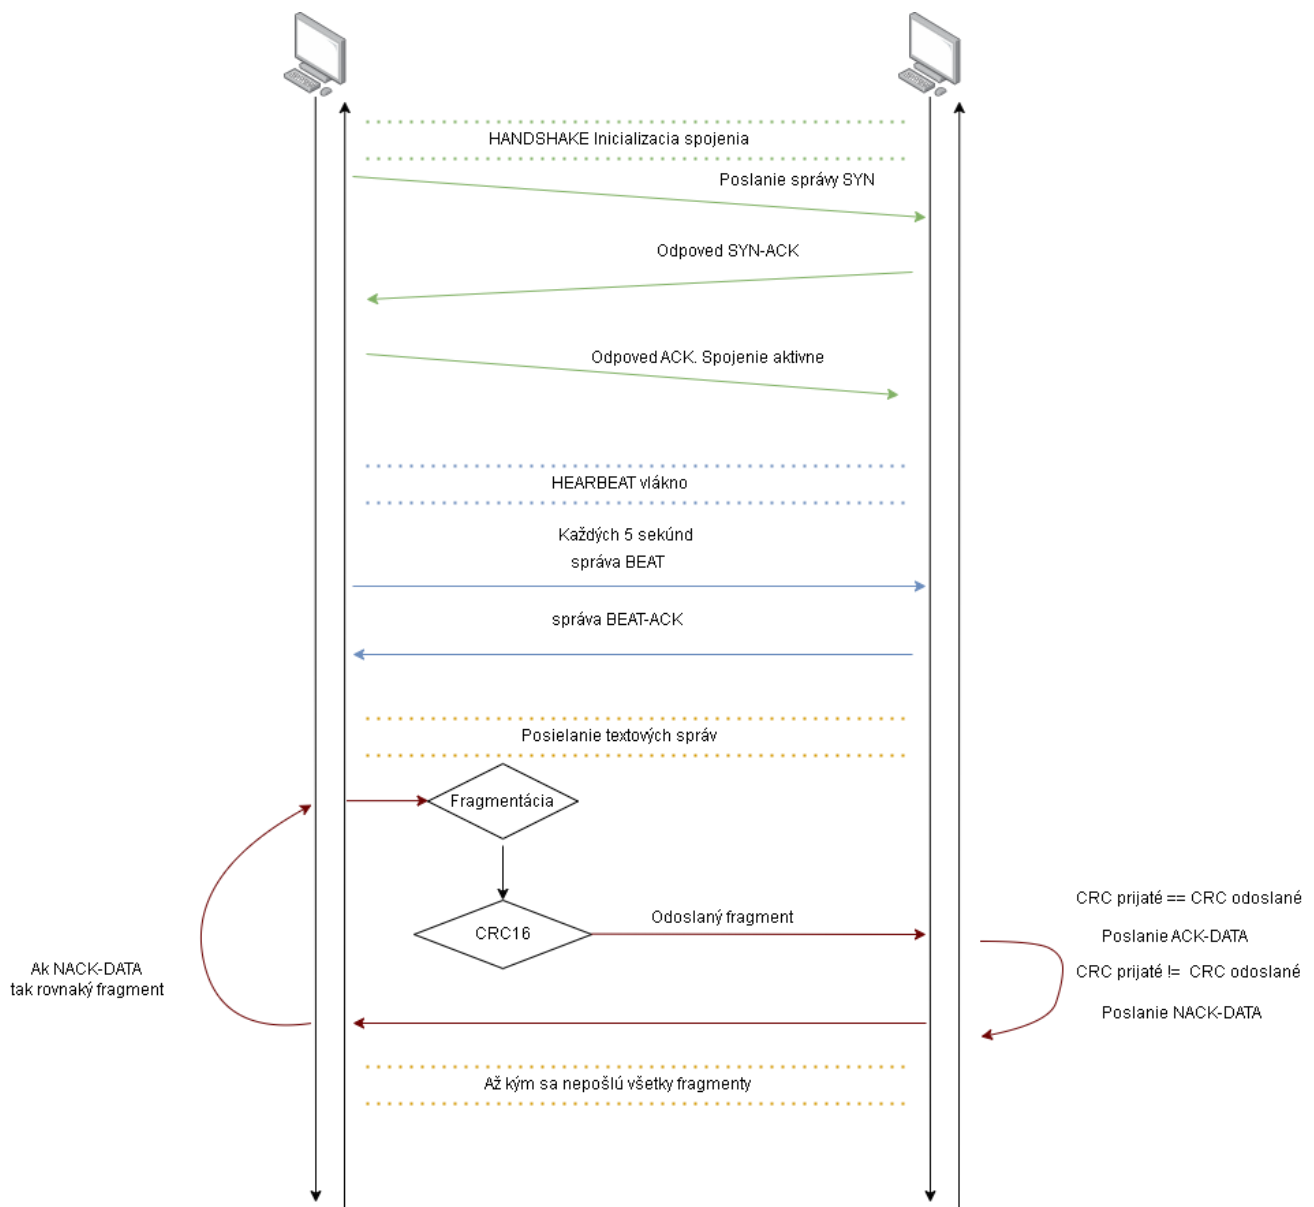 HANDSHAKE Inicializacia spojenia
Poslanie správy SYN
Odpoved SYN-ACK
Odpoved ACK. Spojenie aktivne
HEARBEAT vlákno
Každých 5 sekúnd
správa BEAT
správa BEAT-ACK
Posielanie textových správ
Fragmentácia
CRC16
Odoslaný fragment
CRC prijaté == CRC odoslané
Poslanie ACK-DATA
CRC prijaté != CRC odoslané
Poslanie NACK-DATA
Ak NACK-DATA
tak rovnaký fragment
Až kým sa nepošlú všetky fragmenty